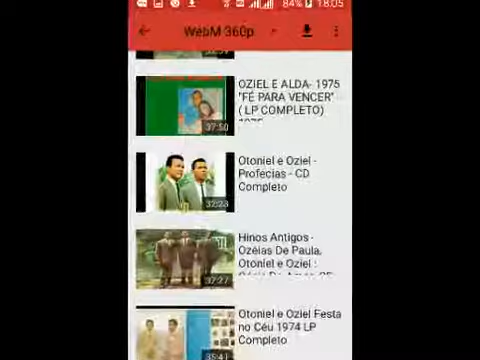 84% 18:05
WebM 360p
OZIEL E ALDA- 1975
"FÉ PARA VENCER"
( LP COMPLETO)
1975
37:50
Otoniel e Oziel -
Profecias - CD
Completo
32:23
Hinos Antigos -
Ozéias De Paula,
Otoniel e Oziel :
37:27
Otoniel e Oziel Festa
no Céu 1974 LP
Completo
35:41